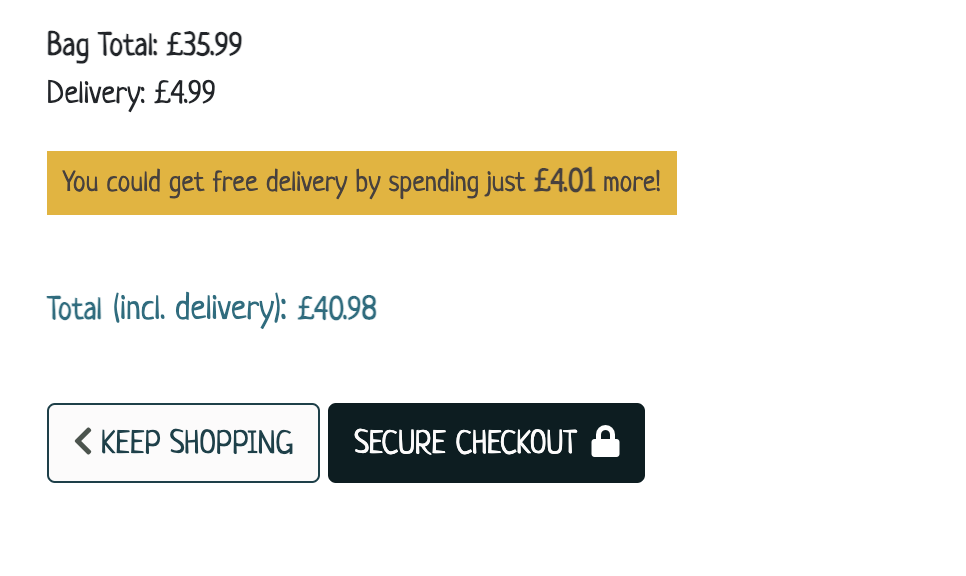 Bag Total: £35.99
Delivery: £4.99
You could get free delivery by spending just £4.01 more!
Total (incl. delivery): £40.98
KEEP SHOPPING
SECURE CHECKOUT